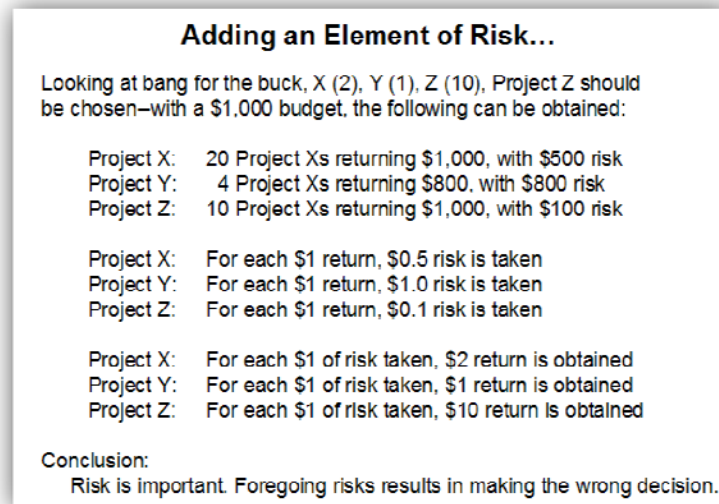 Adding an Element of Risk...
Looking at bang for the buck, X (2), Y (1), Z (10), Project Z should
be chosen–with a $1,000 budget, the following can be obtained:
Project X: 20 Project Xs returning $1,000, with $500 risk
Project Y: 4 Project Xs returning $800, with $800 risk
Project Z: 10 Project Xs returning $1,000, with $100 risk
Project X: For each $1 return, $0.5 risk is taken
Project Y: For each $1 return, $1.0 risk is taken
Project Z: For each $1 return, $0.1 risk is taken
Project X: For each $1 of risk taken, $2 return is obtained
Project Y: For each $1 of risk taken, $1 return is obtained
Project Z: For each $1 of risk taken, $10 return is obtained
Conclusion:
Risk is important. Foregoing risks results in making the wrong decision.